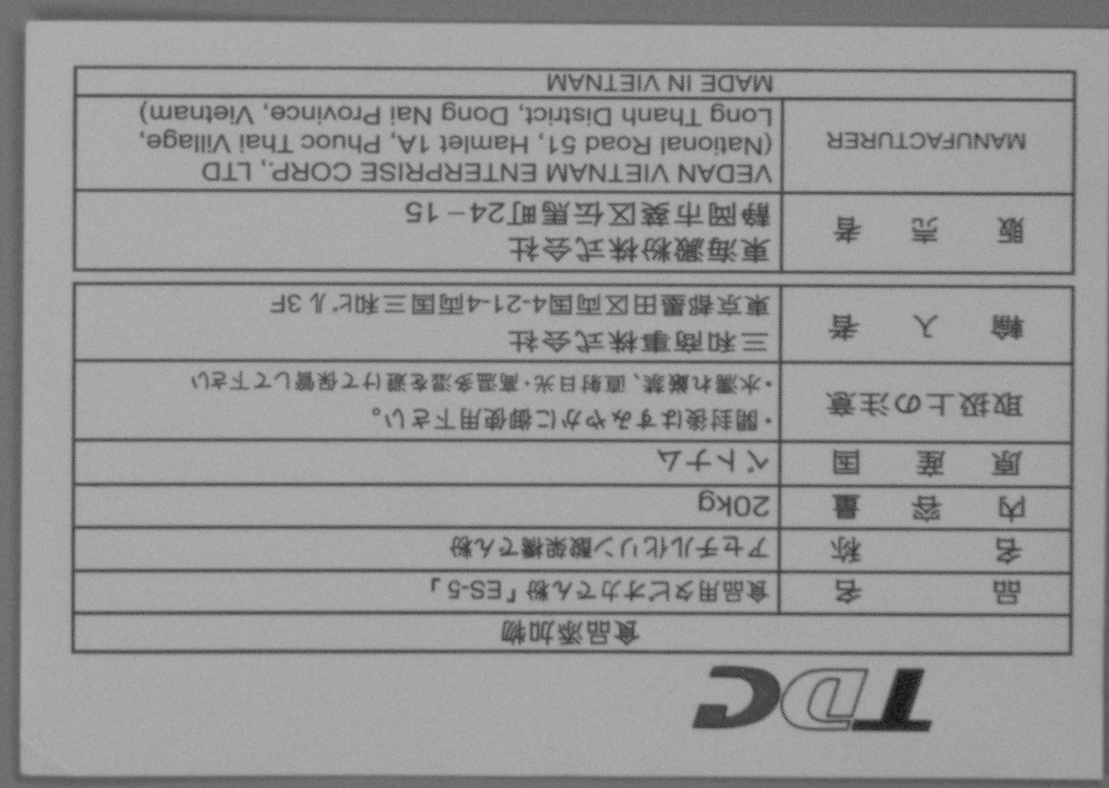 TDC
食品添加物
品名 食品用タピオカでん粉「ES-5」
名称 アセチル化リン酸架橋でん粉
内容量 20kg
原産国 ベトナム
取扱上の注意 ・開封後はすみやかに御使用下さい。
・水濡れ厳禁、直射日光・高温多湿を避けて保管して下さい
輸入者 三和商事株式会社
東京都墨田区両国4-21-4両国三和ビル3F
販売者 東海澱粉株式会社
静岡市葵区伝馬町24－15
MANUFACTURER VEDAN VIETNAM ENTERPRISE CORP., LTD
(National Road 51, Hamlet 1A, Phuoc Thai Village,
Long Thanh District, Dong Nai Province, Vietnam)
MADE IN VIETNAM